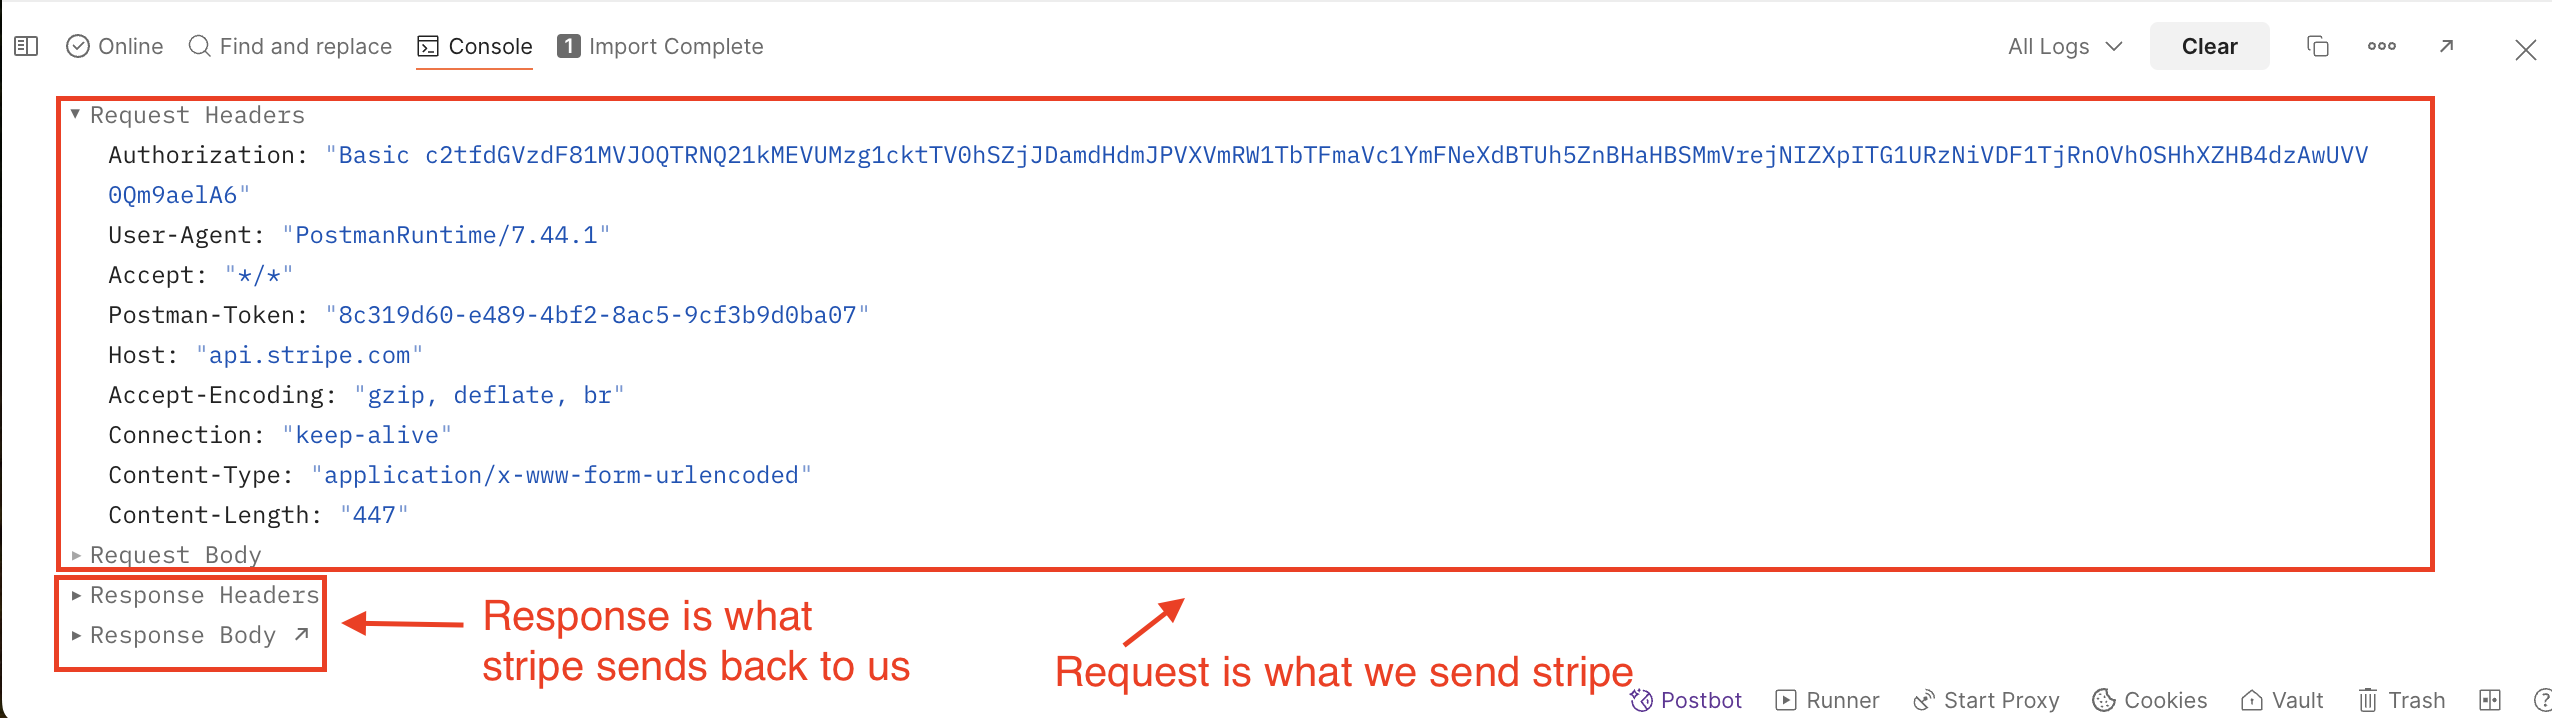 Online Find and replace Console 1 Import Complete All Logs Clear
Request Headers
Authorization: "Basic c2tfdGVzdF81MVJOQTRNQ21kMEVUMzg1cktTV0hSZjJDamdHdmJPVXVmRW1TbTFmaVc1YmFNeXdBTUh5ZnBHaHBSMmVrejNIZXpITG1URzNiVDF1TjRnOVhOSHhXZHB4dzAwUVV
0Qm9aelA6"
User-Agent: "PostmanRuntime/7.44.1"
Accept: "*/*"
Postman-Token: "8c319d60-e489-4bf2-8ac5-9cf3b9d0ba07"
Host: "api.stripe.com"
Accept-Encoding: "gzip, deflate, br"
Connection: "keep-alive"
Content-Type: "application/x-www-form-urlencoded"
Content-Length: "447"
Request Body
Response Headers
Response Body
Response is what
stripe sends back to us
Request is what we send stripe
Postbot Runner Start Proxy Cookies Vault Trash